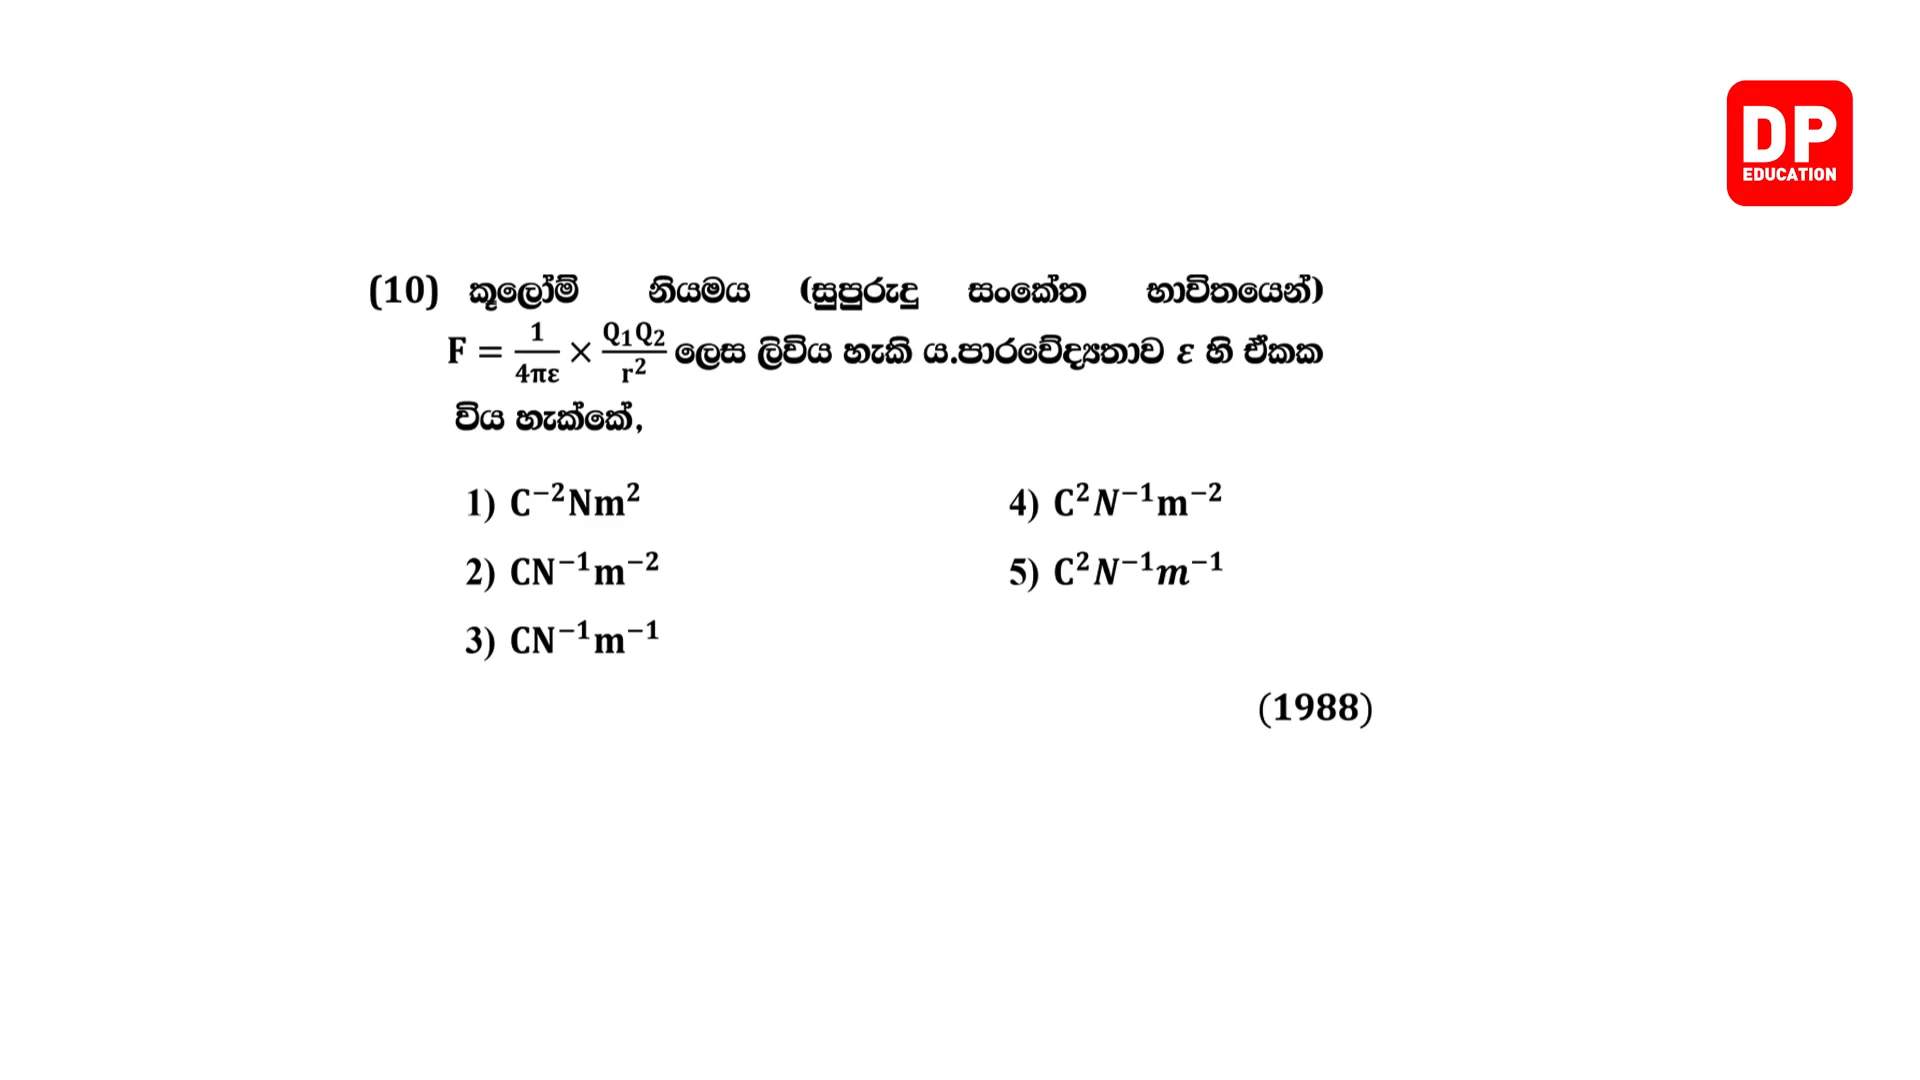 DP
EDUCATION
(10) කූලෝම් නියමය (සුපුරුදු සංකේත භාවිතයෙන්)
F = 1/4πε × Q₁Q₂/r² ලෙස ලිවිය හැකි ය.පාරවේද්‍යතාව ε හි ඒකක
විය හැක්කේ,
1) C⁻²Nm²
2) CN⁻¹m⁻²
3) CN⁻¹m⁻¹
4) C²N⁻¹m⁻²
5) C²N⁻¹m⁻¹
(1988)